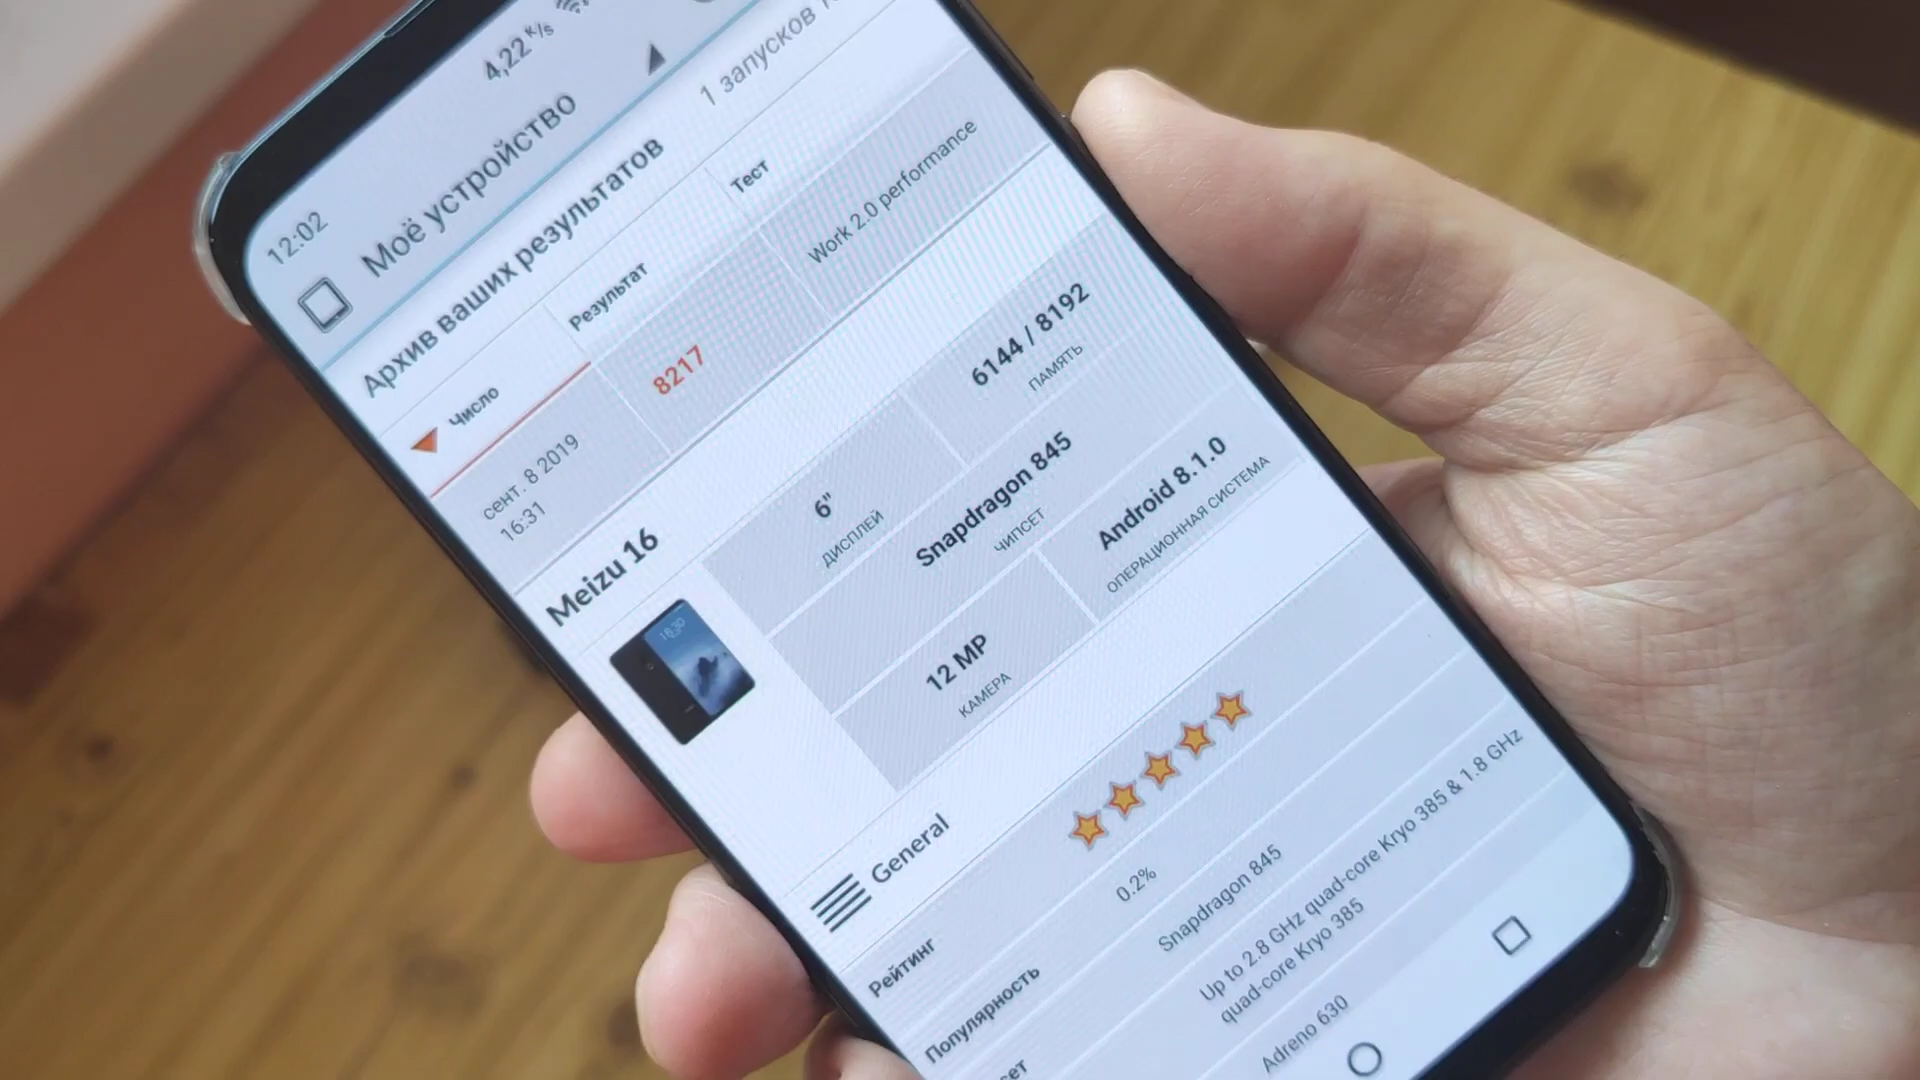 4,22 K/s
12:02
Моё устройство
Архив ваших результатов
1 запусков
Число
Результат
Тест
сент. 8 2019
16:31
8217
Work 2.0 performance
Meizu 16
6"
ДИСПЛЕЙ
6144 / 8192
ПАМЯТЬ
Snapdragon 845
ЧИПСЕТ
12 MP
КАМЕРА
Android 8.1.0
ОПЕРАЦИОННАЯ СИСТЕМА
General
Рейтинг
Популярность
0.2%
Snapdragon 845
Up to 2.8 GHz quad-core Kryo 385 & 1.8 GHz
quad-core Kryo 385
Adreno 630